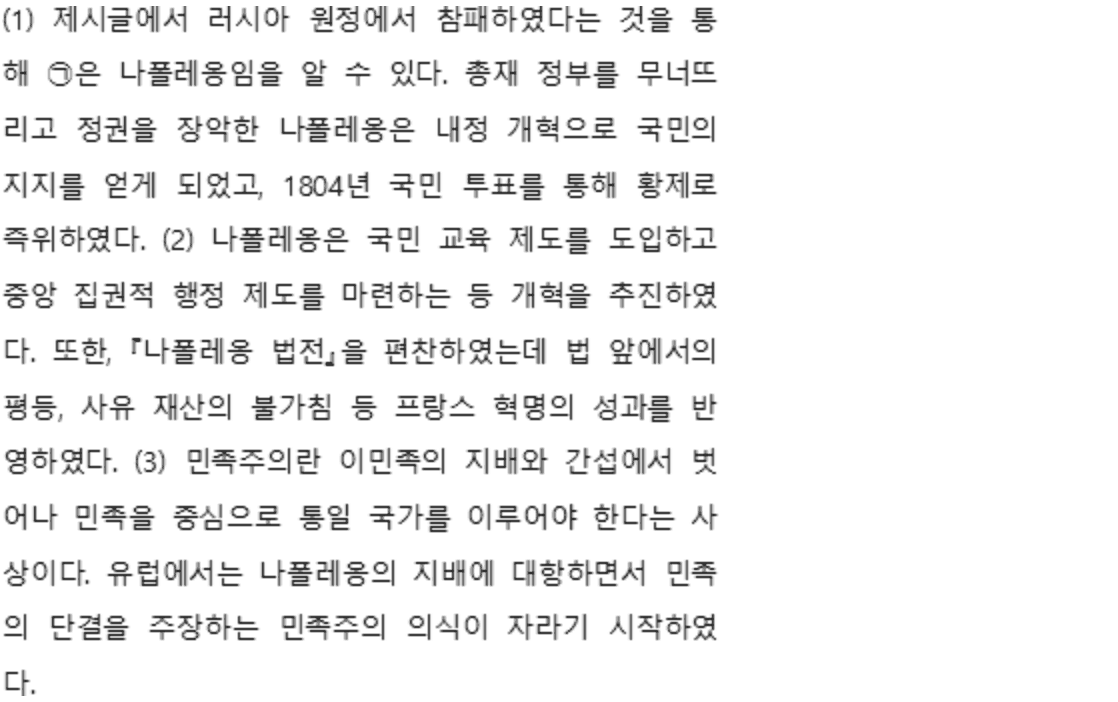 (1) 제시글에서 러시아 원정에서 참패하였다는 것을 통
해 ㉠은 나폴레옹임을 알 수 있다. 총재 정부를 무너뜨
리고 정권을 장악한 나폴레옹은 내정 개혁으로 국민의
지지를 얻게 되었고, 1804년 국민 투표를 통해 황제로
즉위하였다. (2) 나폴레옹은 국민 교육 제도를 도입하고
중앙 집권적 행정 제도를 마련하는 등 개혁을 추진하였
다. 또한, 『나폴레옹 법전』을 편찬하였는데 법 앞에서의
평등, 사유 재산의 불가침 등 프랑스 혁명의 성과를 반
영하였다. (3) 민족주의란 이민족의 지배와 간섭에서 벗
어나 민족을 중심으로 통일 국가를 이루어야 한다는 사
상이다. 유럽에서는 나폴레옹의 지배에 대항하면서 민족
의 단결을 주장하는 민족주의 의식이 자라기 시작하였
다.